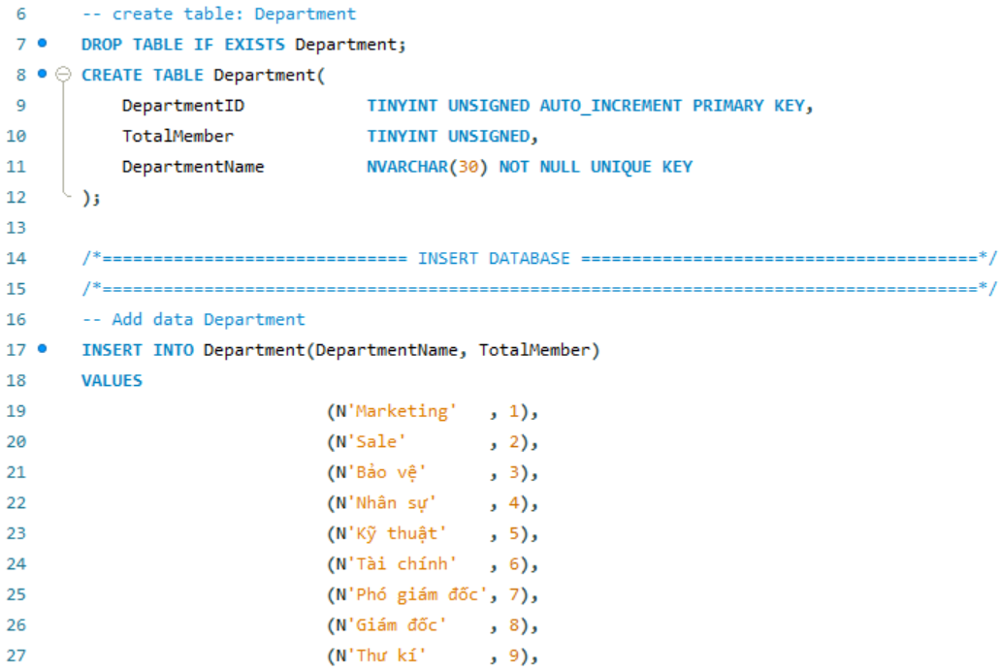 6 -- create table: Department
7 DROP TABLE IF EXISTS Department;
8 CREATE TABLE Department(
9 DepartmentID TINYINT UNSIGNED AUTO_INCREMENT PRIMARY KEY,
10 TotalMember TINYINT UNSIGNED,
11 DepartmentName NVARCHAR(30) NOT NULL UNIQUE KEY
12 );
13
14 /*============================== INSERT DATABASE =======================================*/
15 /*======================================================================================*/
16 -- Add data Department
17 INSERT INTO Department(DepartmentName, TotalMember)
18 VALUES
19 (N'Marketing' , 1),
20 (N'Sale' , 2),
21 (N'Bảo vệ' , 3),
22 (N'Nhân sự' , 4),
23 (N'Kỹ thuật' , 5),
24 (N'Tài chính' , 6),
25 (N'Phó giám đốc', 7),
26 (N'Giám đốc' , 8),
27 (N'Thư kí' , 9),